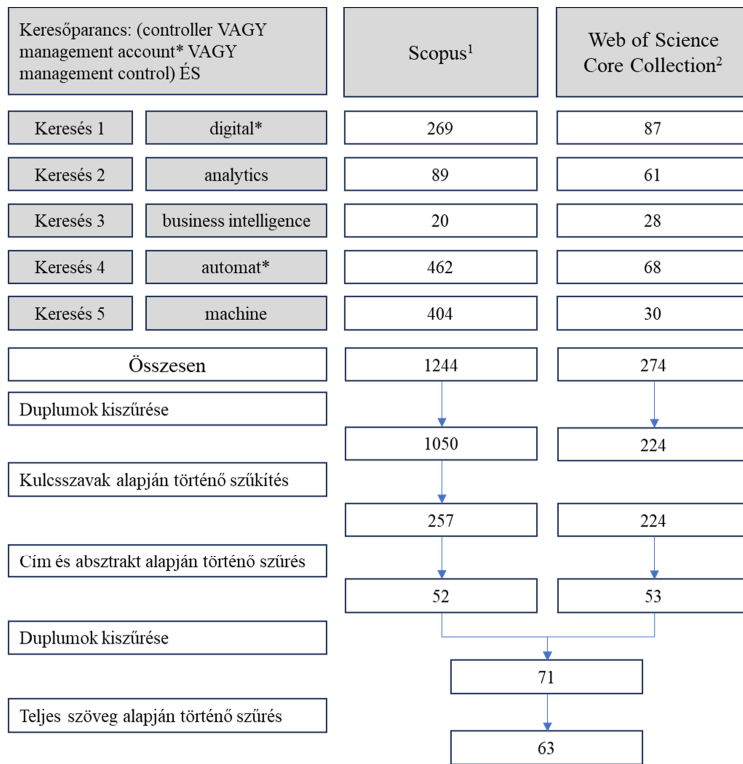 Keresőparancs: (controller VAGY
management account* VAGY
management control) ÉS
Scopus¹
Web of Science
Core Collection²
Keresés 1 digital* 269 87
Keresés 2 analytics 89 61
Keresés 3 business intelligence 20 28
Keresés 4 automat* 462 68
Keresés 5 machine 404 30
Összesen 1244 274
Duplumok kiszűrése
1050 224
Kulcsszavak alapján történő szűkítés
257 224
Cím és absztrakt alapján történő szűrés
52 53
Duplumok kiszűrése
71
Teljes szöveg alapján történő szűrés
63